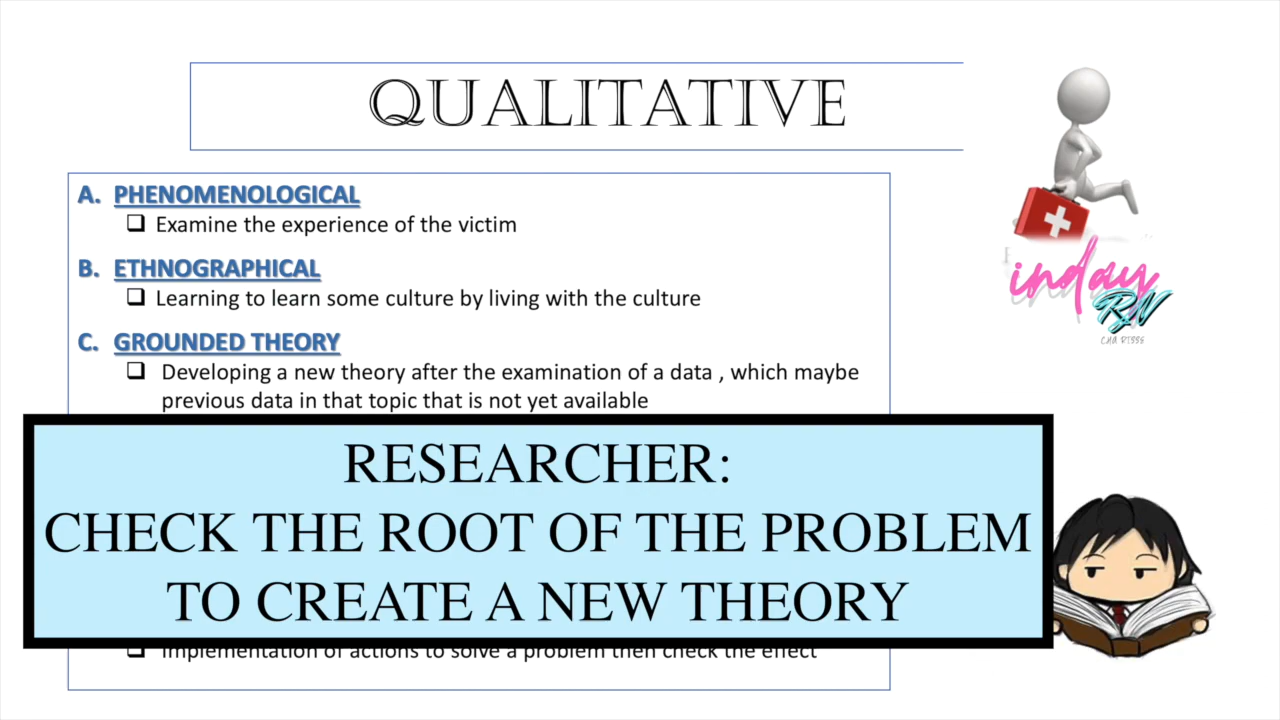 QUALITATIVE
A. PHENOMENOLOGICAL
❑ Examine the experience of the victim
B. ETHNOGRAPHICAL
❑ Learning to learn some culture by living with the culture
C. GROUNDED THEORY
❑ Developing a new theory after the examination of a data , which maybe
previous data in that topic that is not yet available
RESEARCHER:
CHECK THE ROOT OF THE PROBLEM
TO CREATE A NEW THEORY
❑ Implementation of actions to solve a problem then check the effect
inday
RN